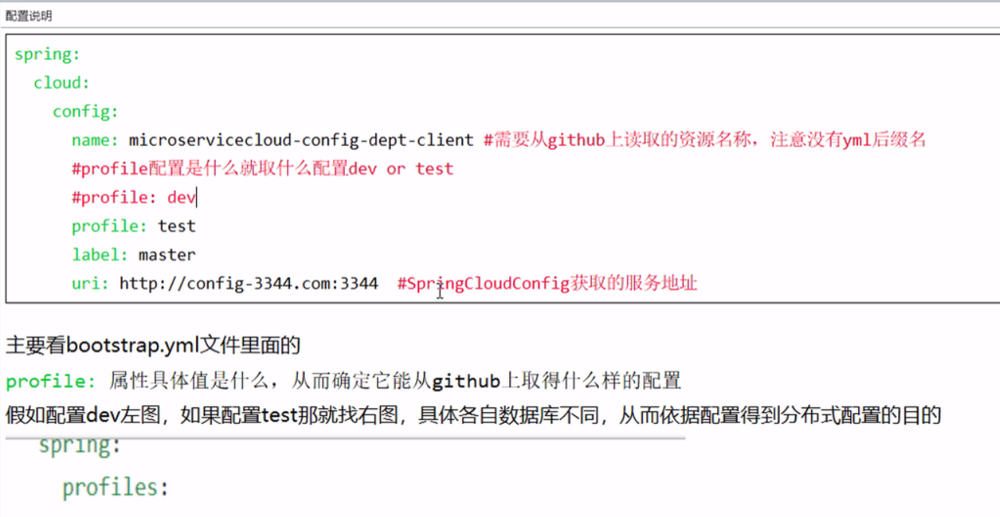 配置说明
spring:
cloud:
config:
name: microservicecloud-config-dept-client #需要从github上读取的资源名称，注意没有yml后缀名
#profile配置是什么就取什么配置dev or test
#profile: dev
profile: test
label: master
uri: http://config-3344.com:3344 #SpringCloudConfig获取的服务地址
主要看bootstrap.yml文件里面的
profile: 属性具体值是什么，从而确定它能从github上取得什么样的配置
假如配置dev左图，如果配置test那就找右图，具体各自数据库不同，从而依据配置得到分布式配置的目的
spring:
profiles: